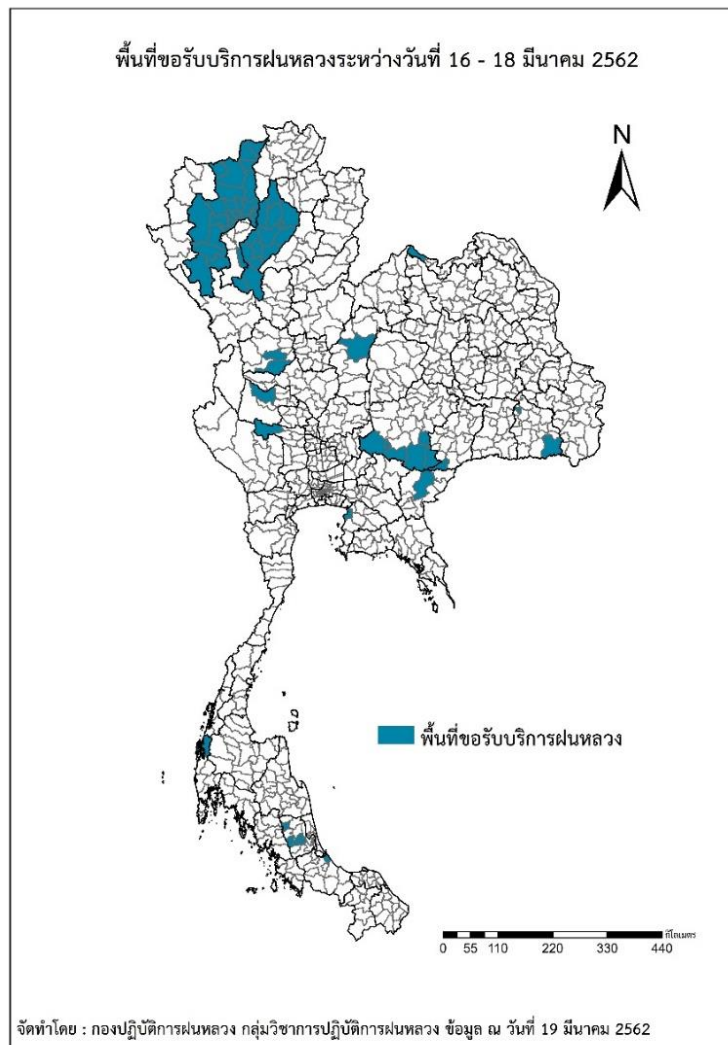 พื้นที่ขอรับบริการฝนหลวงระหว่างวันที่ 16 - 18 มีนาคม 2562
N
พื้นที่ขอรับบริการฝนหลวง
กิโลเมตร
0 55 110 220 330 440
จัดทำโดย : กองปฏิบัติการฝนหลวง กลุ่มวิชาการปฏิบัติการฝนหลวง ข้อมูล ณ วันที่ 19 มีนาคม 2562